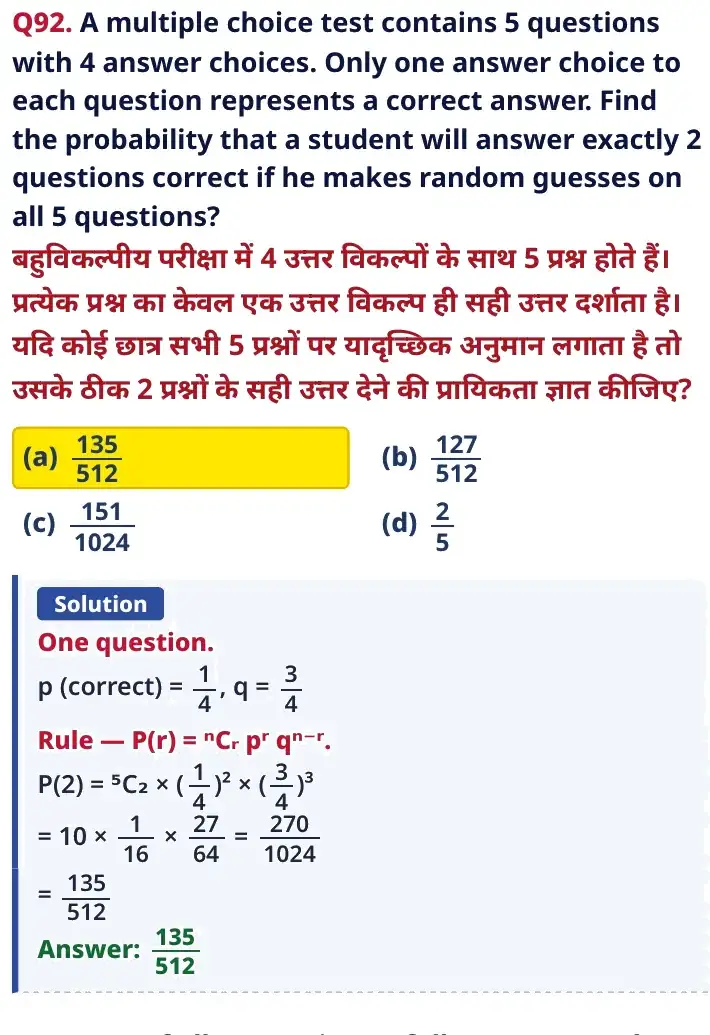 Q92. A multiple choice test contains 5 questions
with 4 answer choices. Only one answer choice to
each question represents a correct answer. Find
the probability that a student will answer exactly 2
questions correct if he makes random guesses on
all 5 questions?
बहुविकल्पीय परीक्षा में 4 उत्तर विकल्पों के साथ 5 प्रश्न होते हैं।
प्रत्येक प्रश्न का केवल एक उत्तर विकल्प ही सही उत्तर दर्शाता है।
यदि कोई छात्र सभी 5 प्रश्नों पर यादृच्छिक अनुमान लगाता है तो
उसके ठीक 2 प्रश्नों के सही उत्तर देने की प्रायिकता ज्ञात कीजिए?
(a) 135/512 (b) 127/512
(c) 151/1024 (d) 2/5
Solution
One question.
p (correct) = 1/4, q = 3/4
Rule — P(r) = ⁿCᵣ pʳ qⁿ⁻ʳ.
P(2) = ⁵C₂ × (1/4)² × (3/4)³
= 10 × 1/16 × 27/64 = 270/1024
= 135/512
Answer: 135/512